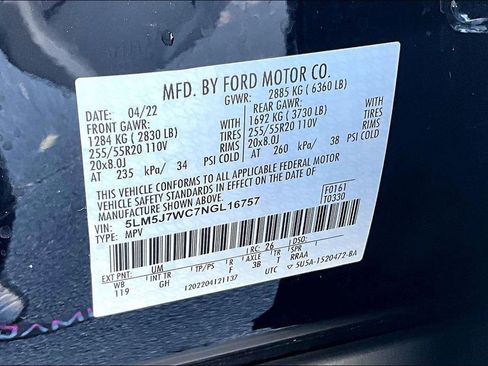 MFD. BY FORD MOTOR CO.
DATE: 04/22 GVWR: 2885 KG ( 6360 LB)
FRONT GAWR: REAR GAWR:
1284 KG ( 2830 LB) 1692 KG ( 3730 LB)
255/55R20 110V TIRES 255/55R20 110V TIRES
20x8.0J RIMS 20x8.0J RIMS
AT 235 kPa/ 34 PSI COLD AT 260 kPa/ 38 PSI COLD
THIS VEHICLE CONFORMS TO ALL APPLICABLE FEDERAL MOTOR
VEHICLE SAFETY STANDARDS IN EFFECT ON THE DATE OF
MANUFACTURE SHOWN ABOVE.
VIN: 5LM5J7WC7NGL16757 F0161
TYPE: MPV T0330
EXT PNT: UM RC: 26 DSO:
WB INT TR TP/PS R AXLE TR SPR
119 GH F 3B T RRAA
1202204121137 5U5A-1520472-BA